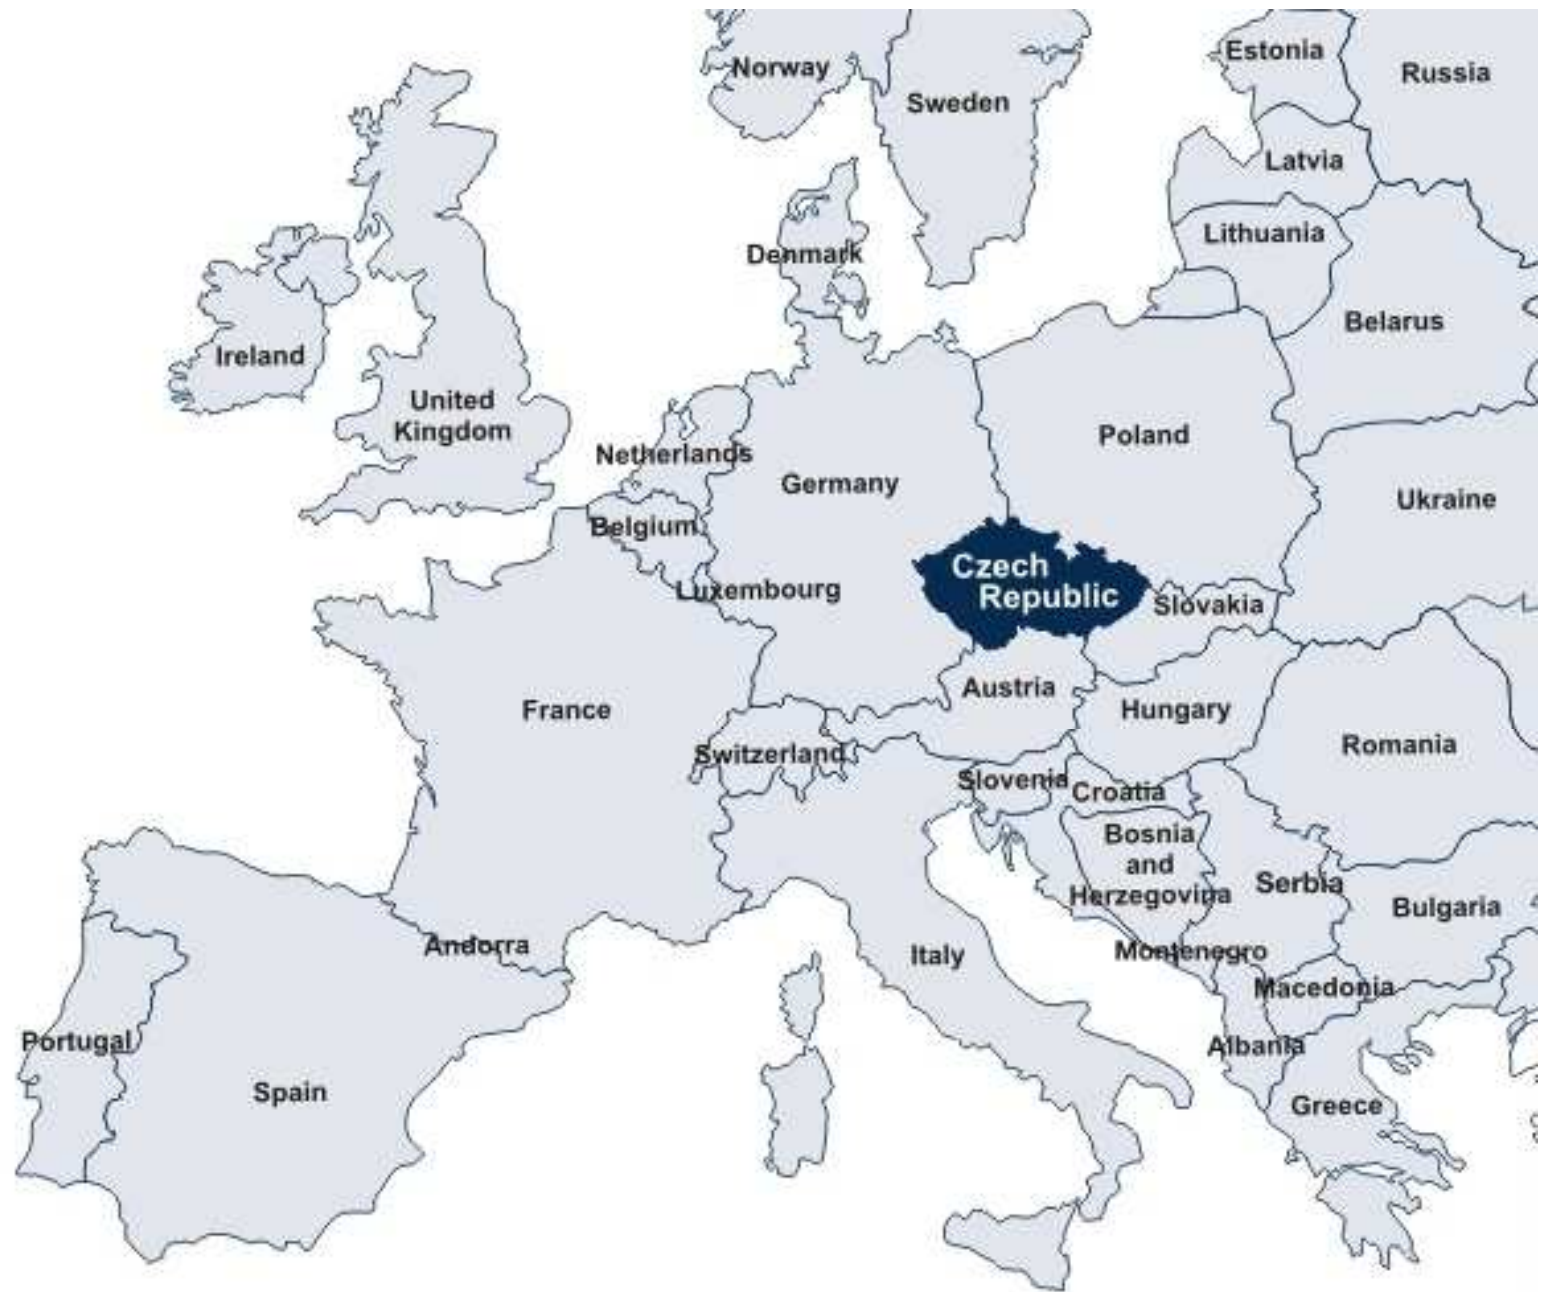 Norway
Sweden
Estonia
Russia
Latvia
Lithuania
Denmark
Belarus
Ireland
United
Kingdom
Netherlands
Germany
Poland
Ukraine
Belgium
Luxembourg
Czech
Republic
Slovakia
France
Austria
Hungary
Switzerland
Romania
Slovenia
Croatia
Bosnia
and
Herzegovina
Serbia
Bulgaria
Andorra
Italy
Montenegro
Macedonia
Portugal
Albania
Spain
Greece